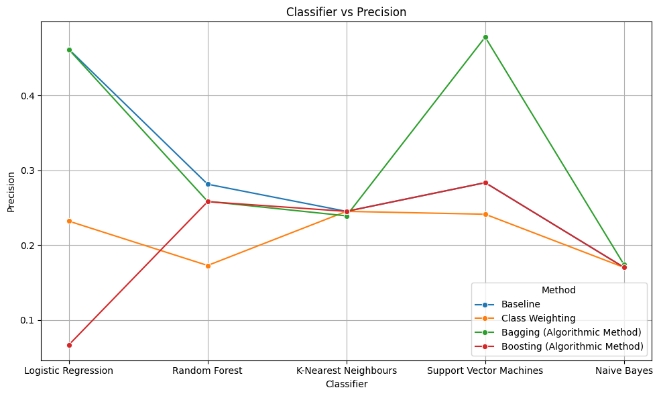 Classifier vs Precision
Precision
0.4
0.3
0.2
0.1
Logistic Regression
Random Forest
K-Nearest Neighbours
Support Vector Machines
Naive Bayes
Classifier
Method
Baseline
Class Weighting
Bagging (Algorithmic Method)
Boosting (Algorithmic Method)